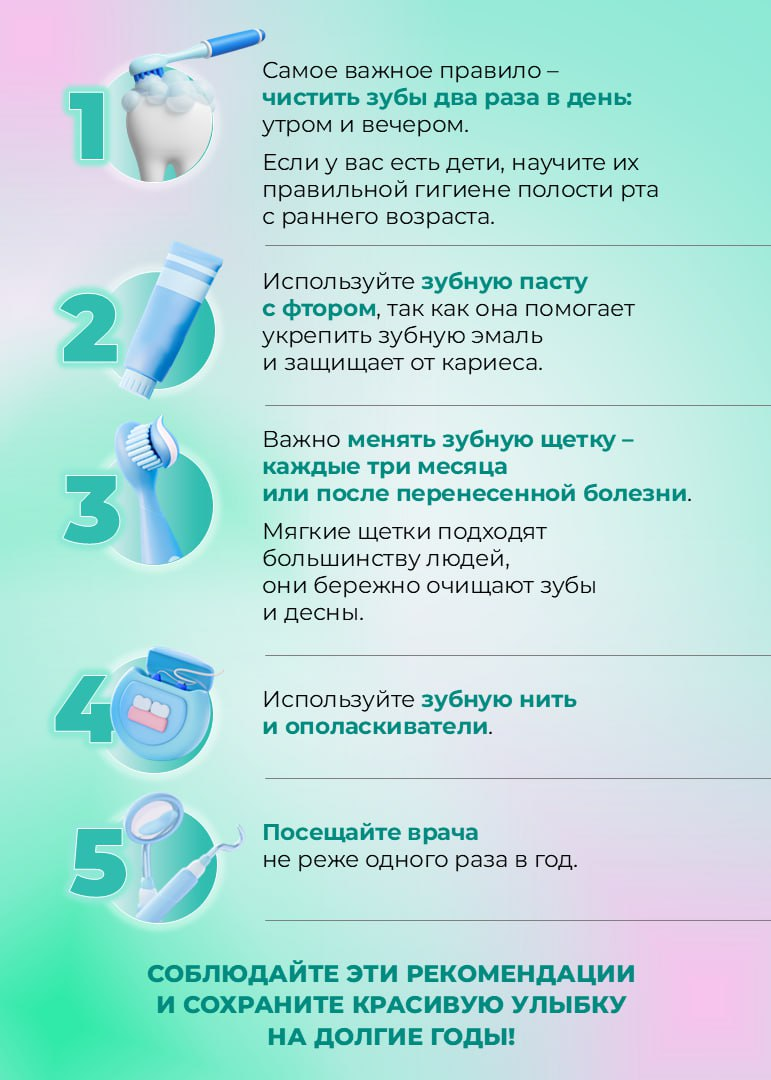 1
Самое важное правило –
чистить зубы два раза в день:
утром и вечером.
Если у вас есть дети, научите их
правильной гигиене полости рта
с раннего возраста.
2
Используйте зубную пасту
с фтором, так как она помогает
укрепить зубную эмаль
и защищает от кариеса.
3
Важно менять зубную щетку –
каждые три месяца
или после перенесенной болезни.
Мягкие щетки подходят
большинству людей,
они бережно очищают зубы
и десны.
4
Используйте зубную нить
и ополаскиватели.
5
Посещайте врача
не реже одного раза в год.
СОБЛЮДАЙТЕ ЭТИ РЕКОМЕНДАЦИИ
И СОХРАНИТЕ КРАСИВУЮ УЛЫБКУ
НА ДОЛГИЕ ГОДЫ!